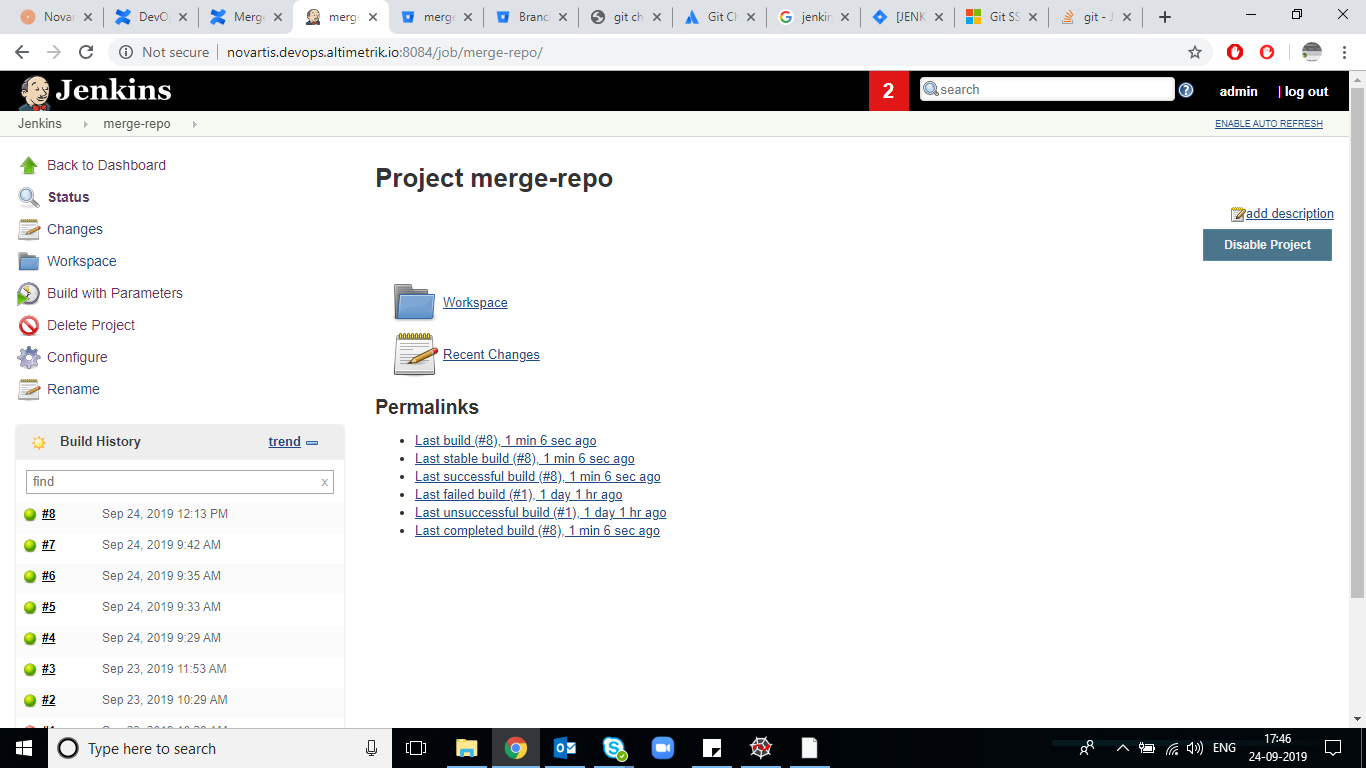 Novar
DevO
Merge
merge
merge
Branc
git ch
Git Ch
jenkin
[JENK
Git SS
git - J
Not secure
novartis.devops.altimetrik.io:8084/job/merge-repo/
Jenkins
2
search
admin
| log out
Jenkins
merge-repo
ENABLE AUTO REFRESH
Back to Dashboard
Status
Changes
Workspace
Build with Parameters
Delete Project
Configure
Rename
Project merge-repo
add description
Disable Project
Workspace
Recent Changes
Permalinks
Last build (#8), 1 min 6 sec ago
Last stable build (#8), 1 min 6 sec ago
Last successful build (#8), 1 min 6 sec ago
Last failed build (#1), 1 day 1 hr ago
Last unsuccessful build (#1), 1 day 1 hr ago
Last completed build (#8), 1 min 6 sec ago
Build History
trend
find x
#8 Sep 24, 2019 12:13 PM
#7 Sep 24, 2019 9:42 AM
#6 Sep 24, 2019 9:35 AM
#5 Sep 24, 2019 9:33 AM
#4 Sep 24, 2019 9:29 AM
#3 Sep 23, 2019 11:53 AM
#2 Sep 23, 2019 10:29 AM
Type here to search
ENG
17:46
24-09-2019